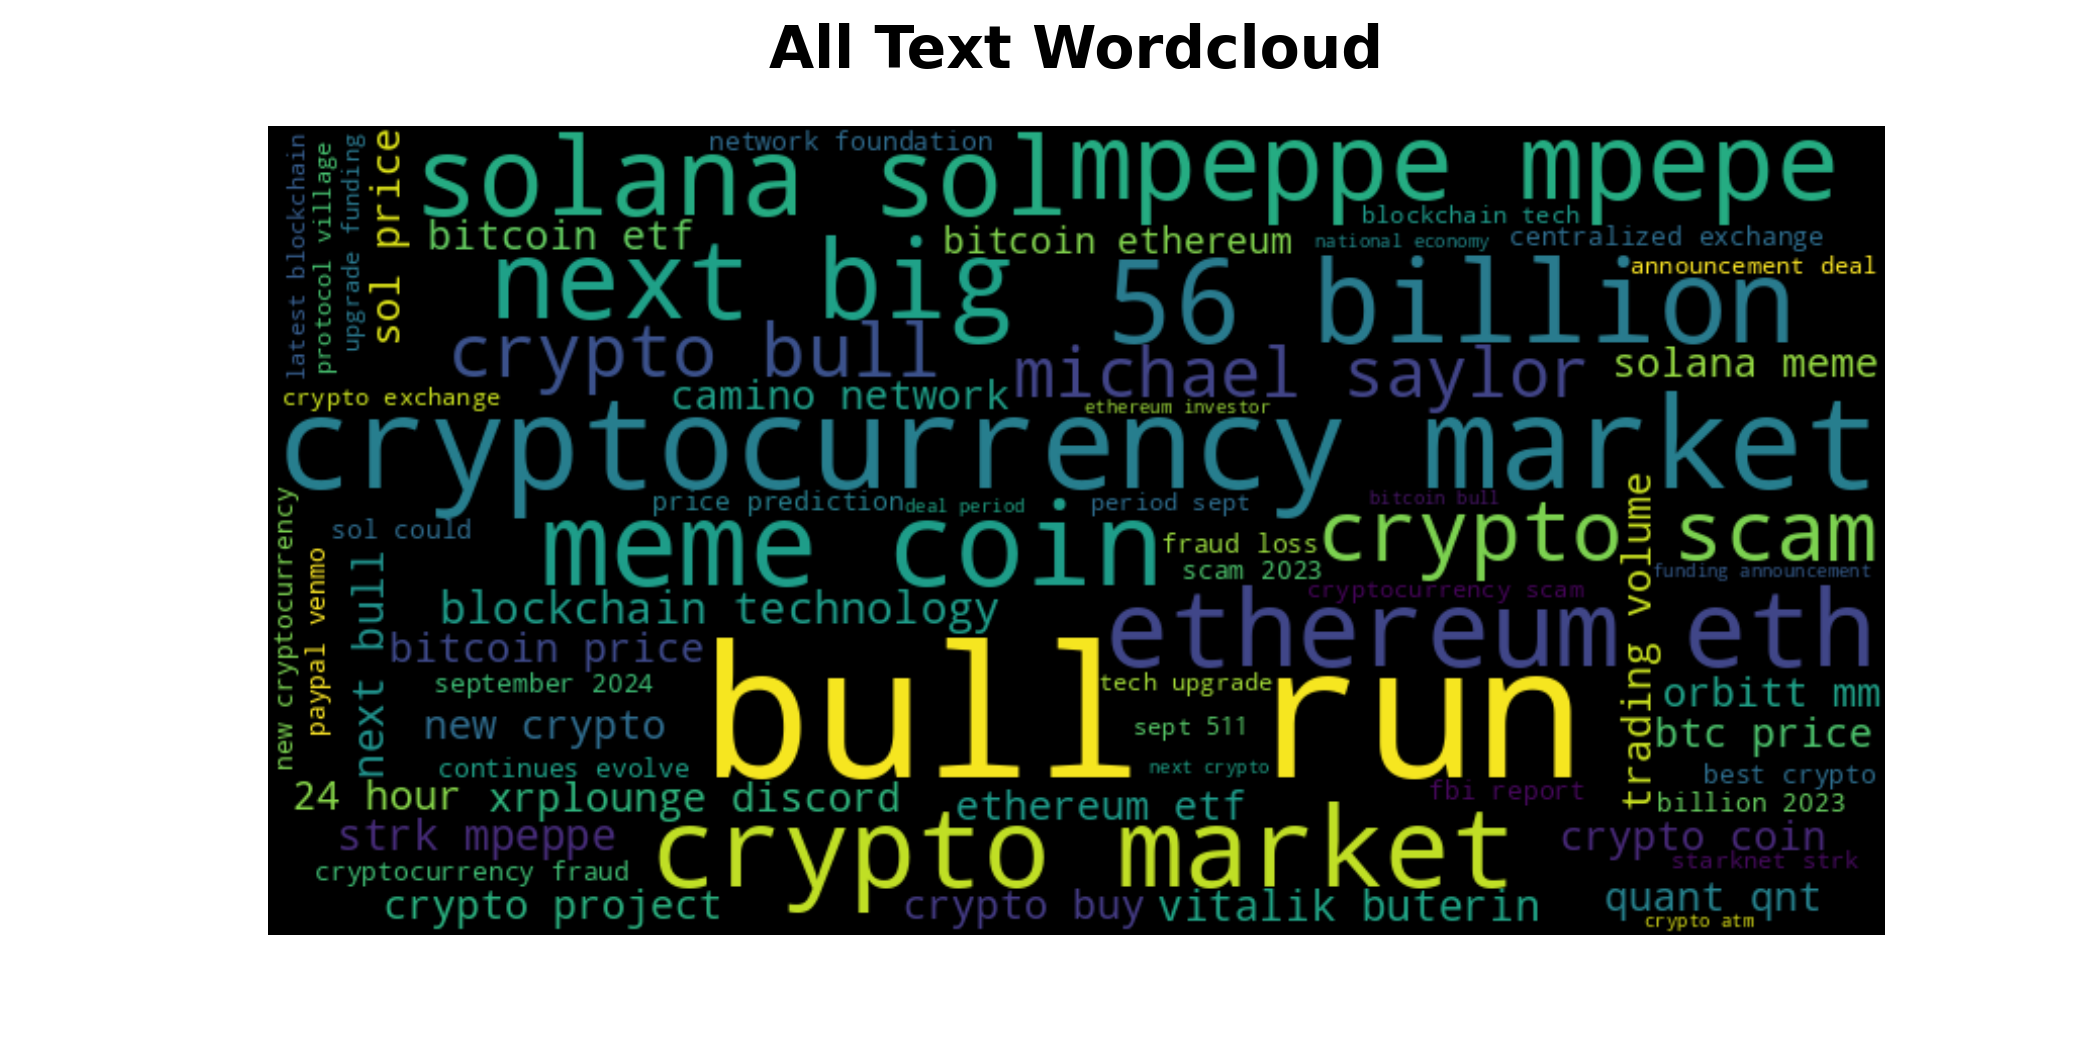 All Text Wordcloud
latest blockchain
protocol village
upgrade funding
sol price
solana sol
network foundation
mpeppe mpepe
bitcoin etf
bitcoin ethereum
blockchain tech
national economy
centralized exchange
next big
56 billion
announcement deal
crypto bull
michael saylor
solana meme
crypto exchange
camino network
ethereum investor
cryptocurrency market
new cryptocurrency
price prediction
deal period
period sept
bitcoin bull
sol could
meme coin
fraud loss
scam 2023
crypto scam
trading volume
funding announcement
cryptocurrency scam
paypal venmo
next bull
blockchain technology
ethereum eth
bitcoin price
september 2024
bull run
tech upgrade
orbitt mm
new crypto
sept 511
btc price
continues evolve
next crypto
best crypto
24 hour
xrplounge discord
ethereum etf
fbi report
billion 2023
strk mpeppe
crypto market
crypto coin
starknet strk
cryptocurrency fraud
crypto project
crypto buy
vitalik buterin
quant qnt
crypto atm